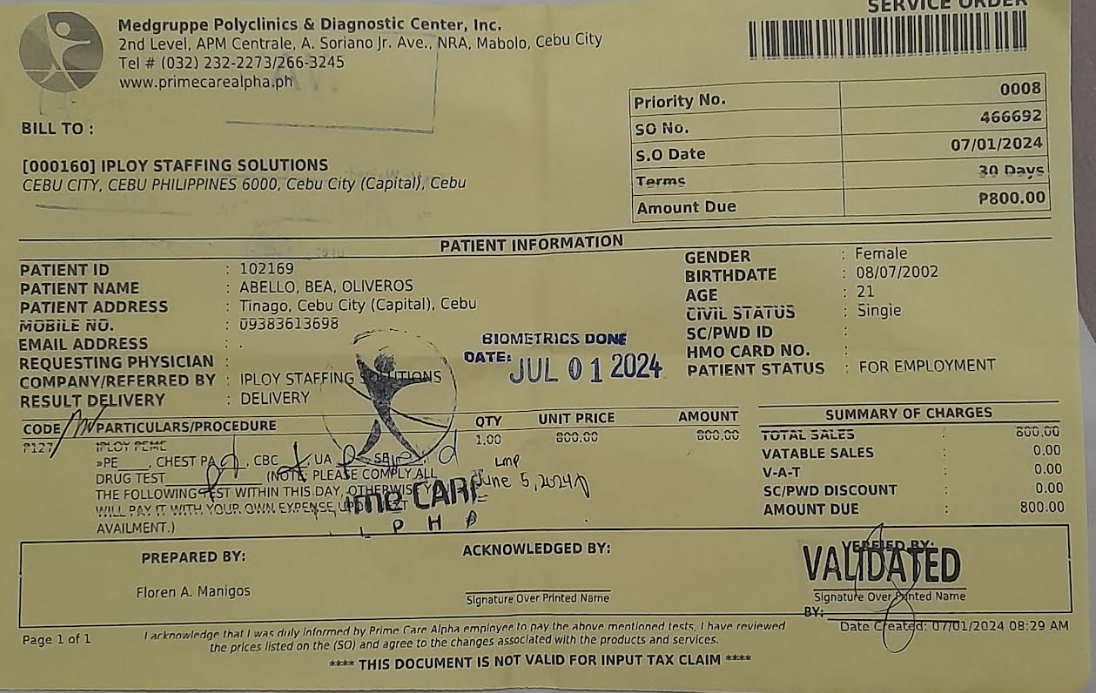 SERVICE ORDER
Medgruppe Polyclinics & Diagnostic Center, Inc.
2nd Level, APM Centrale, A. Soriano Jr. Ave., NRA, Mabolo, Cebu City
Tel # (032) 232-2273/266-3245
www.primecarealpha.ph
Priority No. 0008
SO No. 466692
S.O Date 07/01/2024
Terms 30 Days
Amount Due P800.00
BILL TO :
[000160] IPLOY STAFFING SOLUTIONS
CEBU CITY, CEBU PHILIPPINES 6000, Cebu City (Capital), Cebu
PATIENT INFORMATION
PATIENT ID : 102169
PATIENT NAME : ABELLO, BEA, OLIVEROS
PATIENT ADDRESS : Tinago, Cebu City (Capital), Cebu
MOBILE NO. : 09383613698
EMAIL ADDRESS : .
REQUESTING PHYSICIAN :
COMPANY/REFERRED BY : IPLOY STAFFING SOLUTIONS
RESULT DELIVERY : DELIVERY
GENDER : Female
BIRTHDATE : 08/07/2002
AGE : 21
CIVIL STATUS : Single
SC/PWD ID :
HMO CARD NO. :
PATIENT STATUS : FOR EMPLOYMENT
BIOMETRICS DONE
DATE: JUL 01 2024
CODE PARTICULARS/PROCEDURE QTY UNIT PRICE AMOUNT
P127 IPLOY PEME 1.00 800.00 800.00
»PE , CHEST PA , CBC , UA
DRUG TEST (NOTE PLEASE COMPLY ALL
THE FOLLOWING TEST WITHIN THIS DAY, OTHERWISE
WILL PAY IT WITH YOUR OWN EXPENSE
AVAILMENT.)
LMP
June 5, 2024
CARE
L P H A
SUMMARY OF CHARGES
TOTAL SALES : 800.00
VATABLE SALES : 0.00
V-A-T : 0.00
SC/PWD DISCOUNT : 0.00
AMOUNT DUE : 800.00
PREPARED BY:
Floren A. Manigos
ACKNOWLEDGED BY:
Signature Over Printed Name
VERIFIED BY:
VALIDATED
Signature Over Printed Name
BY:
Date Created: 07/01/2024 08:29 AM
Page 1 of 1
I acknowledge that I was duly informed by Prime Care Alpha employee to pay the above mentioned tests, I have reviewed
the prices listed on the (SO) and agree to the changes associated with the products and services.
**** THIS DOCUMENT IS NOT VALID FOR INPUT TAX CLAIM ****